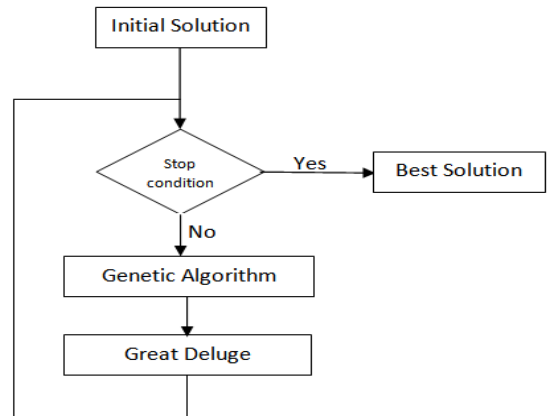 Initial Solution
Stop
condition
Yes
Best Solution
No
Genetic Algorithm
Great Deluge